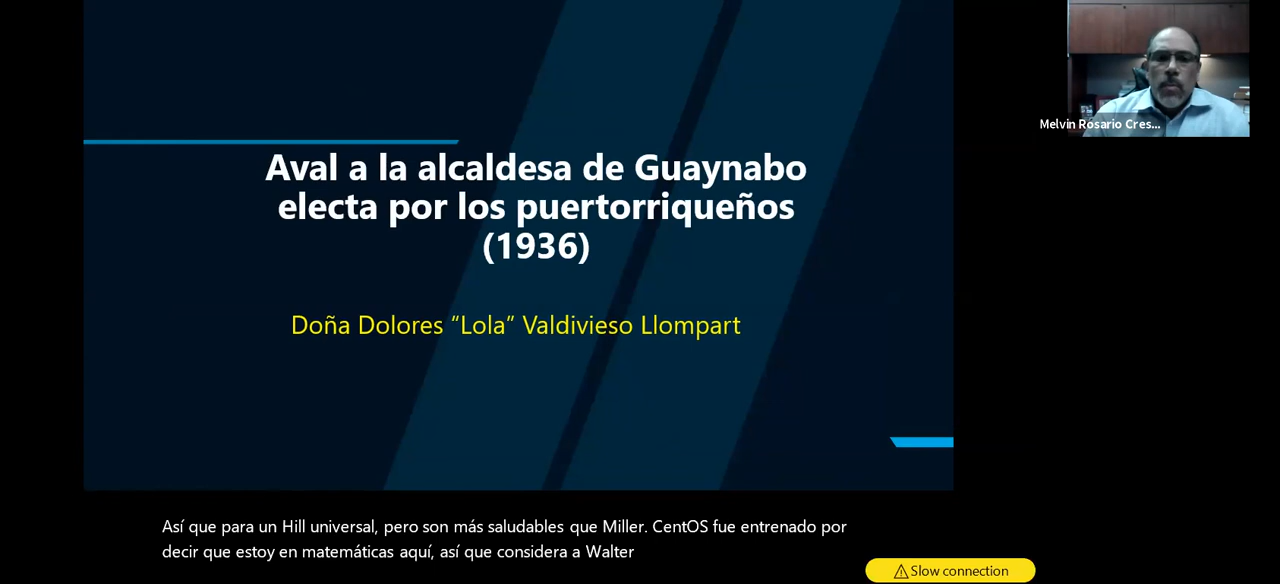 Aval a la alcaldesa de Guaynabo
electa por los puertorriqueños
(1936)
Doña Dolores “Lola” Valdivieso Llompart
Melvin Rosario Cres...
Así que para un Hill universal, pero son más saludables que Miller. CentOS fue entrenado por
decir que estoy en matemáticas aquí, así que considera a Walter
Slow connection